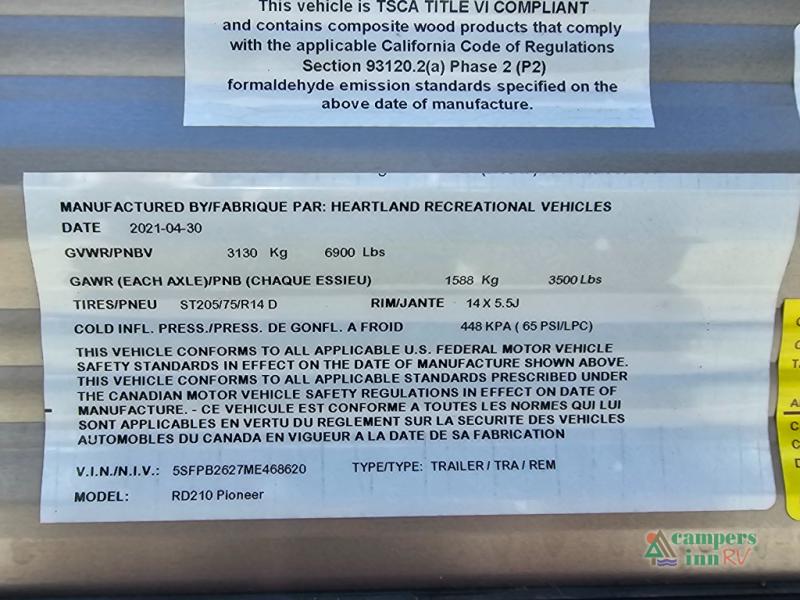 This vehicle is TSCA TITLE VI COMPLIANT
and contains composite wood products that comply
with the applicable California Code of Regulations
Section 93120.2(a) Phase 2 (P2)
formaldehyde emission standards specified on the
above date of manufacture.
MANUFACTURED BY/FABRIQUE PAR: HEARTLAND RECREATIONAL VEHICLES
DATE 2021-04-30
GVWR/PNBV 3130 Kg 6900 Lbs
GAWR (EACH AXLE)/PNB (CHAQUE ESSIEU) 1588 Kg 3500 Lbs
TIRES/PNEU ST205/75/R14 D RIM/JANTE 14 X 5.5J
COLD INFL. PRESS./PRESS. DE GONFL. A FROID 448 KPA ( 65 PSI/LPC)
THIS VEHICLE CONFORMS TO ALL APPLICABLE U.S. FEDERAL MOTOR VEHICLE
SAFETY STANDARDS IN EFFECT ON THE DATE OF MANUFACTURE SHOWN ABOVE.
THIS VEHICLE CONFORMS TO ALL APPLICABLE STANDARDS PRESCRIBED UNDER
THE CANADIAN MOTOR VEHICLE SAFETY REGULATIONS IN EFFECT ON DATE OF
MANUFACTURE. - CE VEHICULE EST CONFORME A TOUTES LES NORMES QUI LUI
SONT APPLICABLES EN VERTU DU REGLEMENT SUR LA SECURITE DES VEHICLES
AUTOMOBILES DU CANADA EN VIGUEUR A LA DATE DE SA FABRICATION
V.I.N./N.I.V.: 5SFPB2627ME468620 TYPE/TYPE: TRAILER / TRA / REM
MODEL: RD210 Pioneer
campers
inn RV